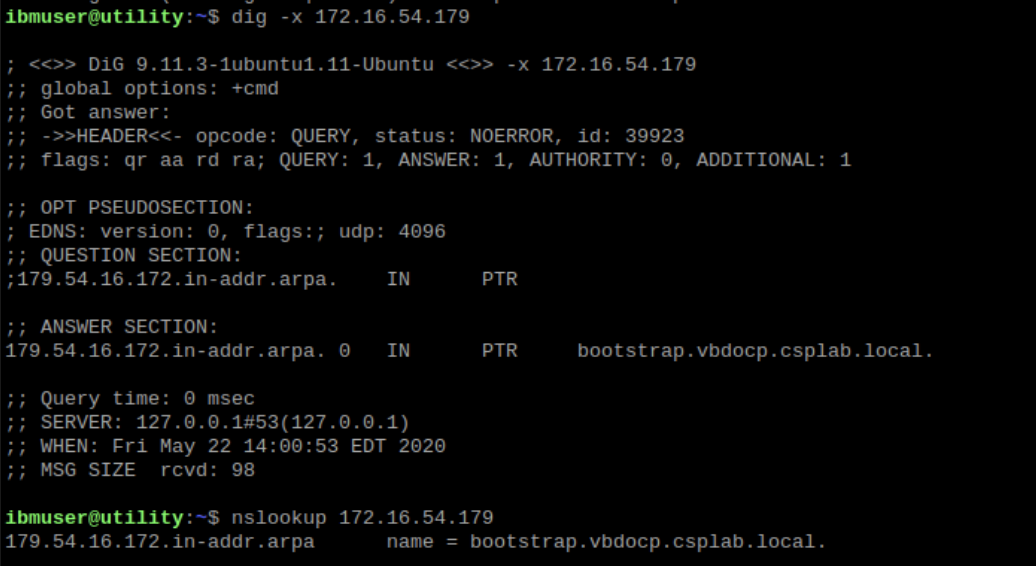 ibmuser@utility:~$ dig -x 172.16.54.179
; <<>> DiG 9.11.3-1ubuntu1.11-Ubuntu <<>> -x 172.16.54.179
;; global options: +cmd
;; Got answer:
;; ->>HEADER<<- opcode: QUERY, status: NOERROR, id: 39923
;; flags: qr aa rd ra; QUERY: 1, ANSWER: 1, AUTHORITY: 0, ADDITIONAL: 1
;; OPT PSEUDOSECTION:
; EDNS: version: 0, flags:; udp: 4096
;; QUESTION SECTION:
;179.54.16.172.in-addr.arpa.    IN      PTR
;; ANSWER SECTION:
179.54.16.172.in-addr.arpa. 0   IN      PTR     bootstrap.vbdocp.csplab.local.
;; Query time: 0 msec
;; SERVER: 127.0.0.1#53(127.0.0.1)
;; WHEN: Fri May 22 14:00:53 EDT 2020
;; MSG SIZE  rcvd: 98
ibmuser@utility:~$ nslookup 172.16.54.179
179.54.16.172.in-addr.arpa      name = bootstrap.vbdocp.csplab.local.